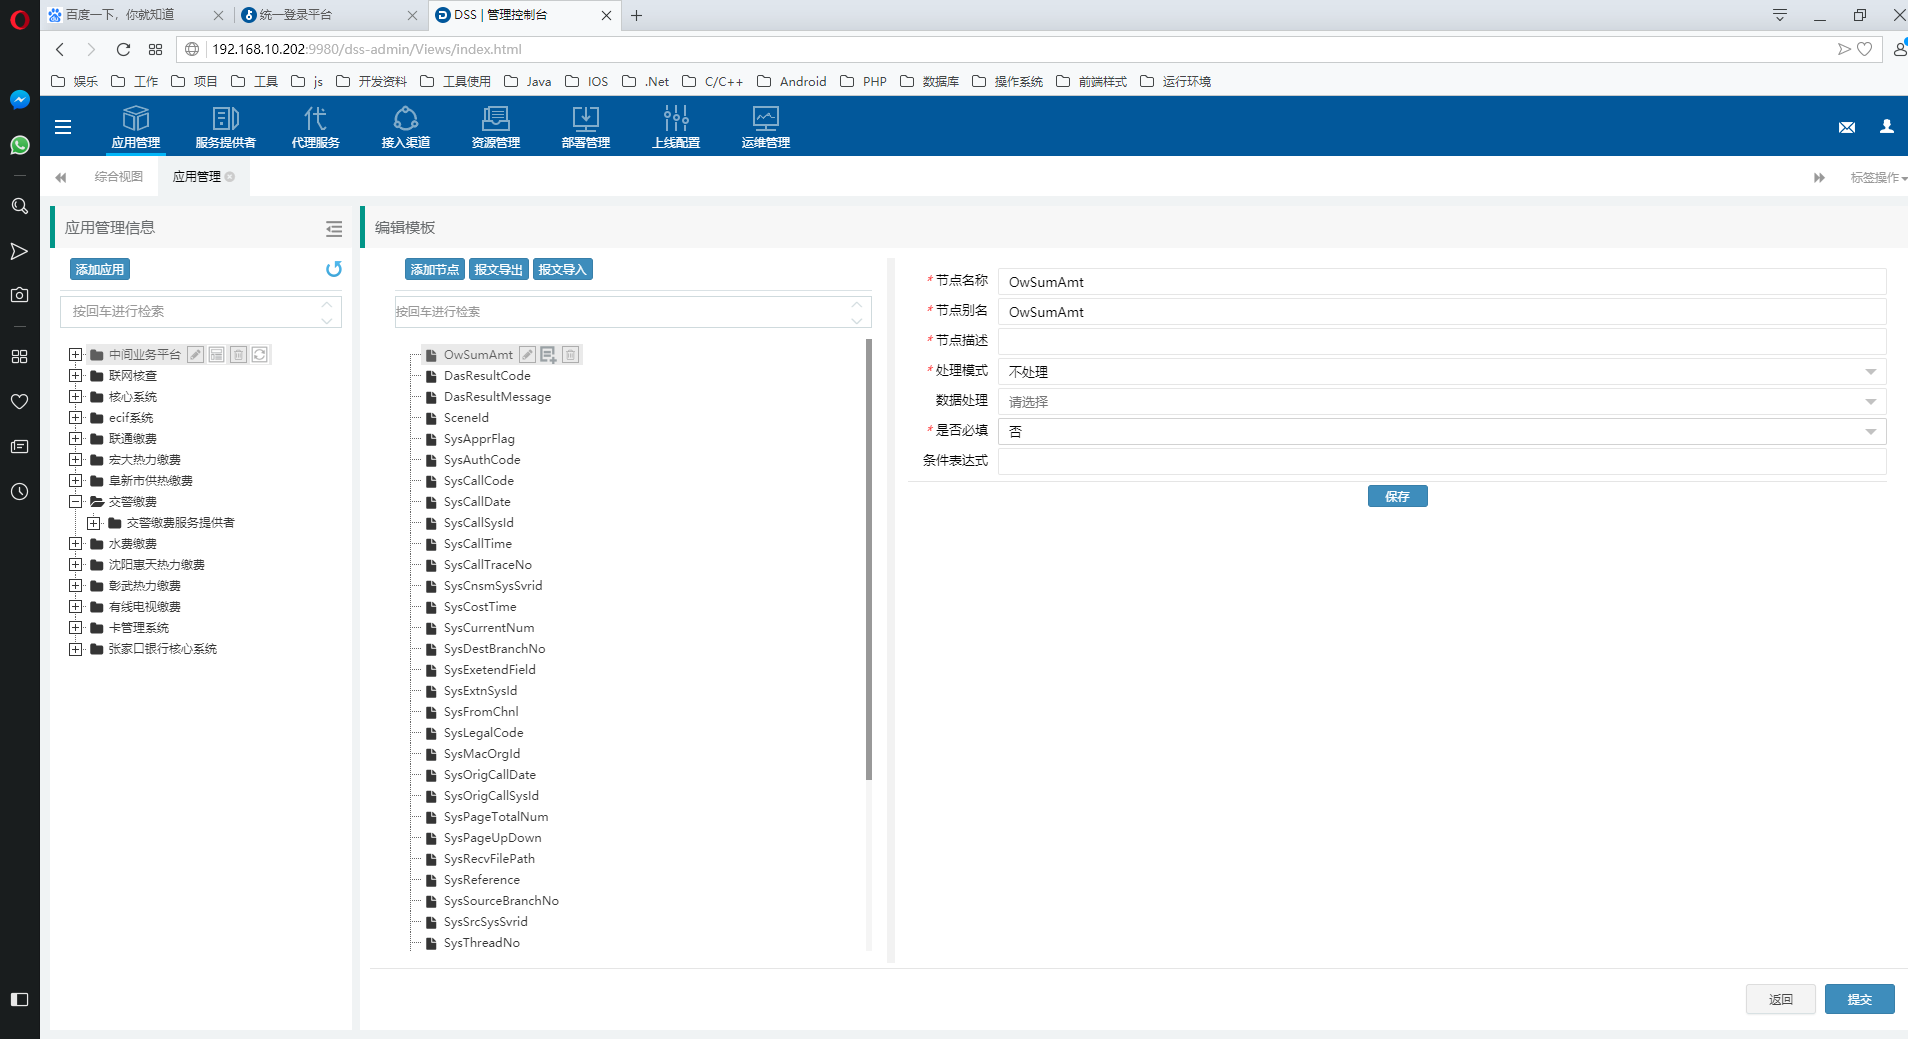 百度一下，你就知道
统一登录平台
DSS | 管理控制台
192.168.10.202:9980/dss-admin/Views/index.html
娱乐 工作 项目 工具 js 开发资料 工具使用 Java IOS .Net C/C++ Android PHP 数据库 操作系统 前端样式 运行环境
应用管理 服务提供者 代理服务 接入渠道 资源管理 部署管理 上线配置 运维管理
综合视图 应用管理 标签操作
应用管理信息
添加应用
按回车进行检索
中间业务平台
联网核查
核心系统
ecif系统
联通缴费
宏大热力缴费
阜新市供热缴费
交警缴费
交警缴费服务提供者
水费缴费
沈阳惠天热力缴费
彰武热力缴费
有线电视缴费
卡管理系统
张家口银行核心系统
编辑模板
添加节点 报文导出 报文导入
按回车进行检索
OwSumAmt
DasResultCode
DasResultMessage
SceneId
SysApprFlag
SysAuthCode
SysCallCode
SysCallDate
SysCallSysId
SysCallTime
SysCallTraceNo
SysCnsmSysSvrid
SysCostTime
SysCurrentNum
SysDestBranchNo
SysExetendField
SysExtnSysId
SysFromChnl
SysLegalCode
SysMacOrgId
SysOrigCallDate
SysOrigCallSysId
SysPageTotalNum
SysPageUpDown
SysRecvFilePath
SysReference
SysSourceBranchNo
SysSrcSysSvrid
SysThreadNo
*节点名称 OwSumAmt
*节点别名 OwSumAmt
*节点描述
*处理模式 不处理
数据处理 请选择
*是否必填 否
条件表达式
保存
返回 提交